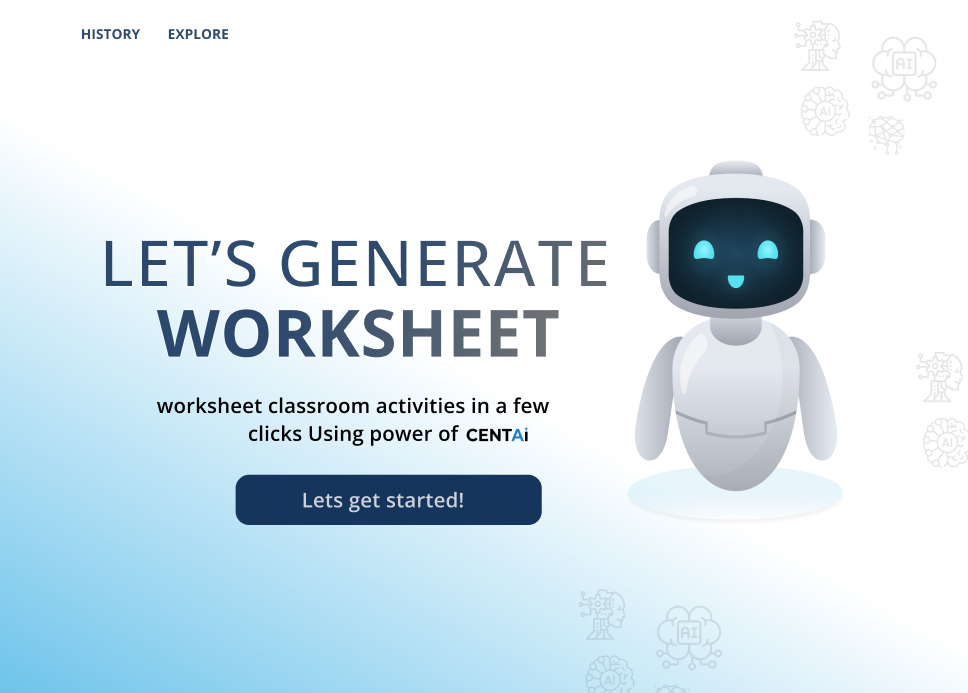 HISTORY EXPLORE
AI
AI
LET’S GENERATE
WORKSHEET
worksheet classroom activities in a few
clicks Using power of CENTAi
Lets get started!
AI
AI
AI